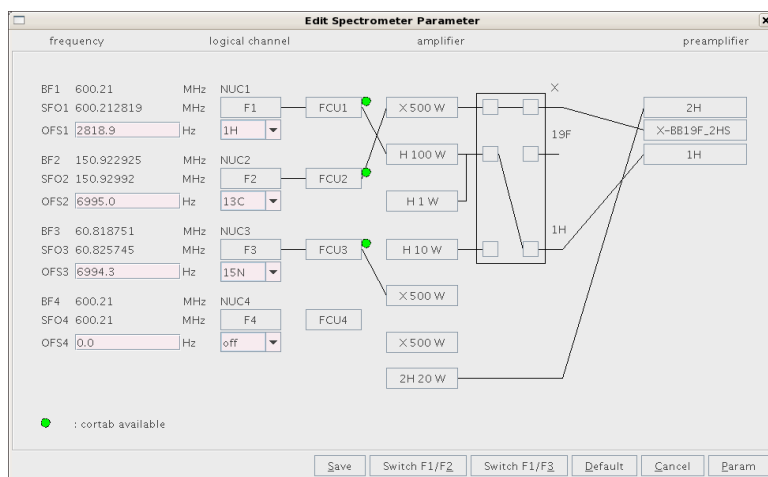 Edit Spectrometer Parameter
frequency logical channel amplifier preamplifier
BF1 600.21 MHz NUC1 X
SFO1 600.212819 MHz F1 FCU1 X 500 W 2H
OFS1 2818.9 Hz 1H 19F X-BB19F_2HS
BF2 150.922925 MHz NUC2 H 100 W 1H
SFO2 150.92992 MHz F2 FCU2
OFS2 6995.0 Hz 13C H 1 W
BF3 60.818751 MHz NUC3 1H
SFO3 60.825745 MHz F3 FCU3 H 10 W
OFS3 6994.3 Hz 15N
BF4 600.21 MHz NUC4 X 500 W
SFO4 600.21 MHz F4 FCU4
OFS4 0.0 Hz off X 500 W
2H 20 W
: cortab available
Save Switch F1/F2 Switch F1/F3 Default Cancel Param